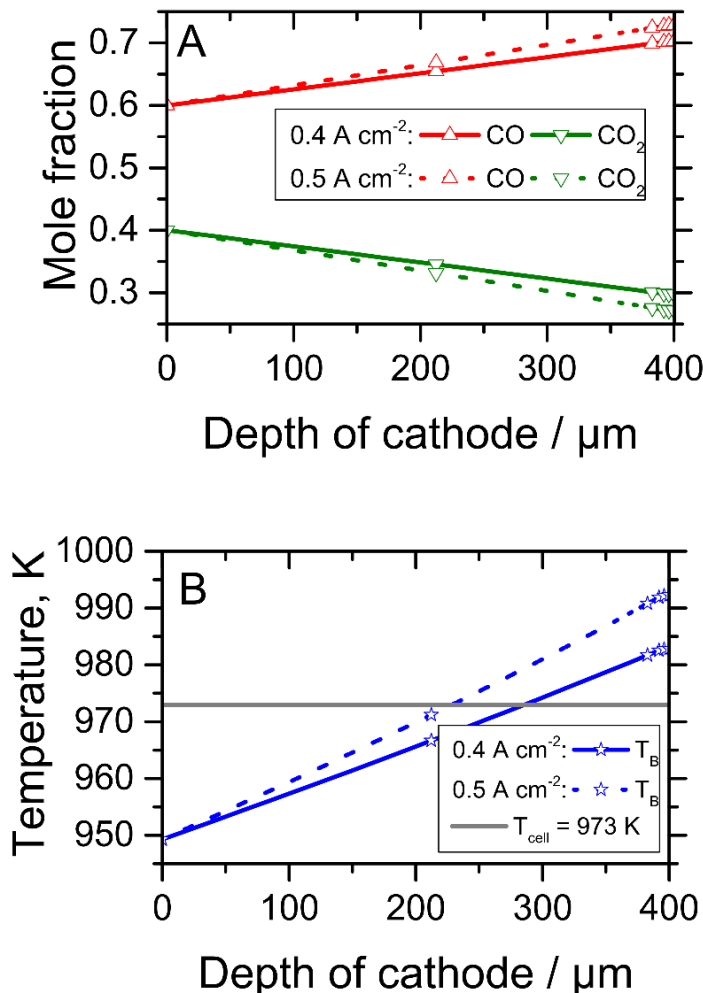 A
Mole fraction
0.7
0.6
0.5
0.4
0.3
0.4 A cm-2: CO CO2
0.5 A cm-2: CO CO2
0 100 200 300 400
Depth of cathode / µm
B
Temperature, K
1000
990
980
970
960
950
0.4 A cm-2: TB
0.5 A cm-2: TB
Tcell = 973 K
0 100 200 300 400
Depth of cathode / µm